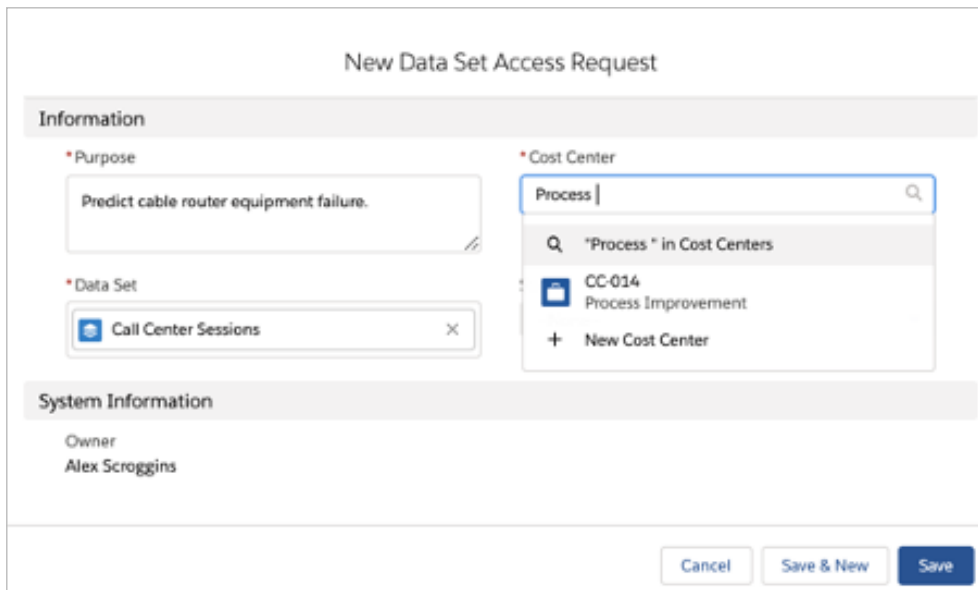 New Data Set Access Request
Information
*Purpose
Predict cable router equipment failure.
*Cost Center
Process
"Process " in Cost Centers
CC-014
Process Improvement
+ New Cost Center
*Data Set
Call Center Sessions
System Information
Owner
Alex Scroggins
Cancel
Save & New
Save